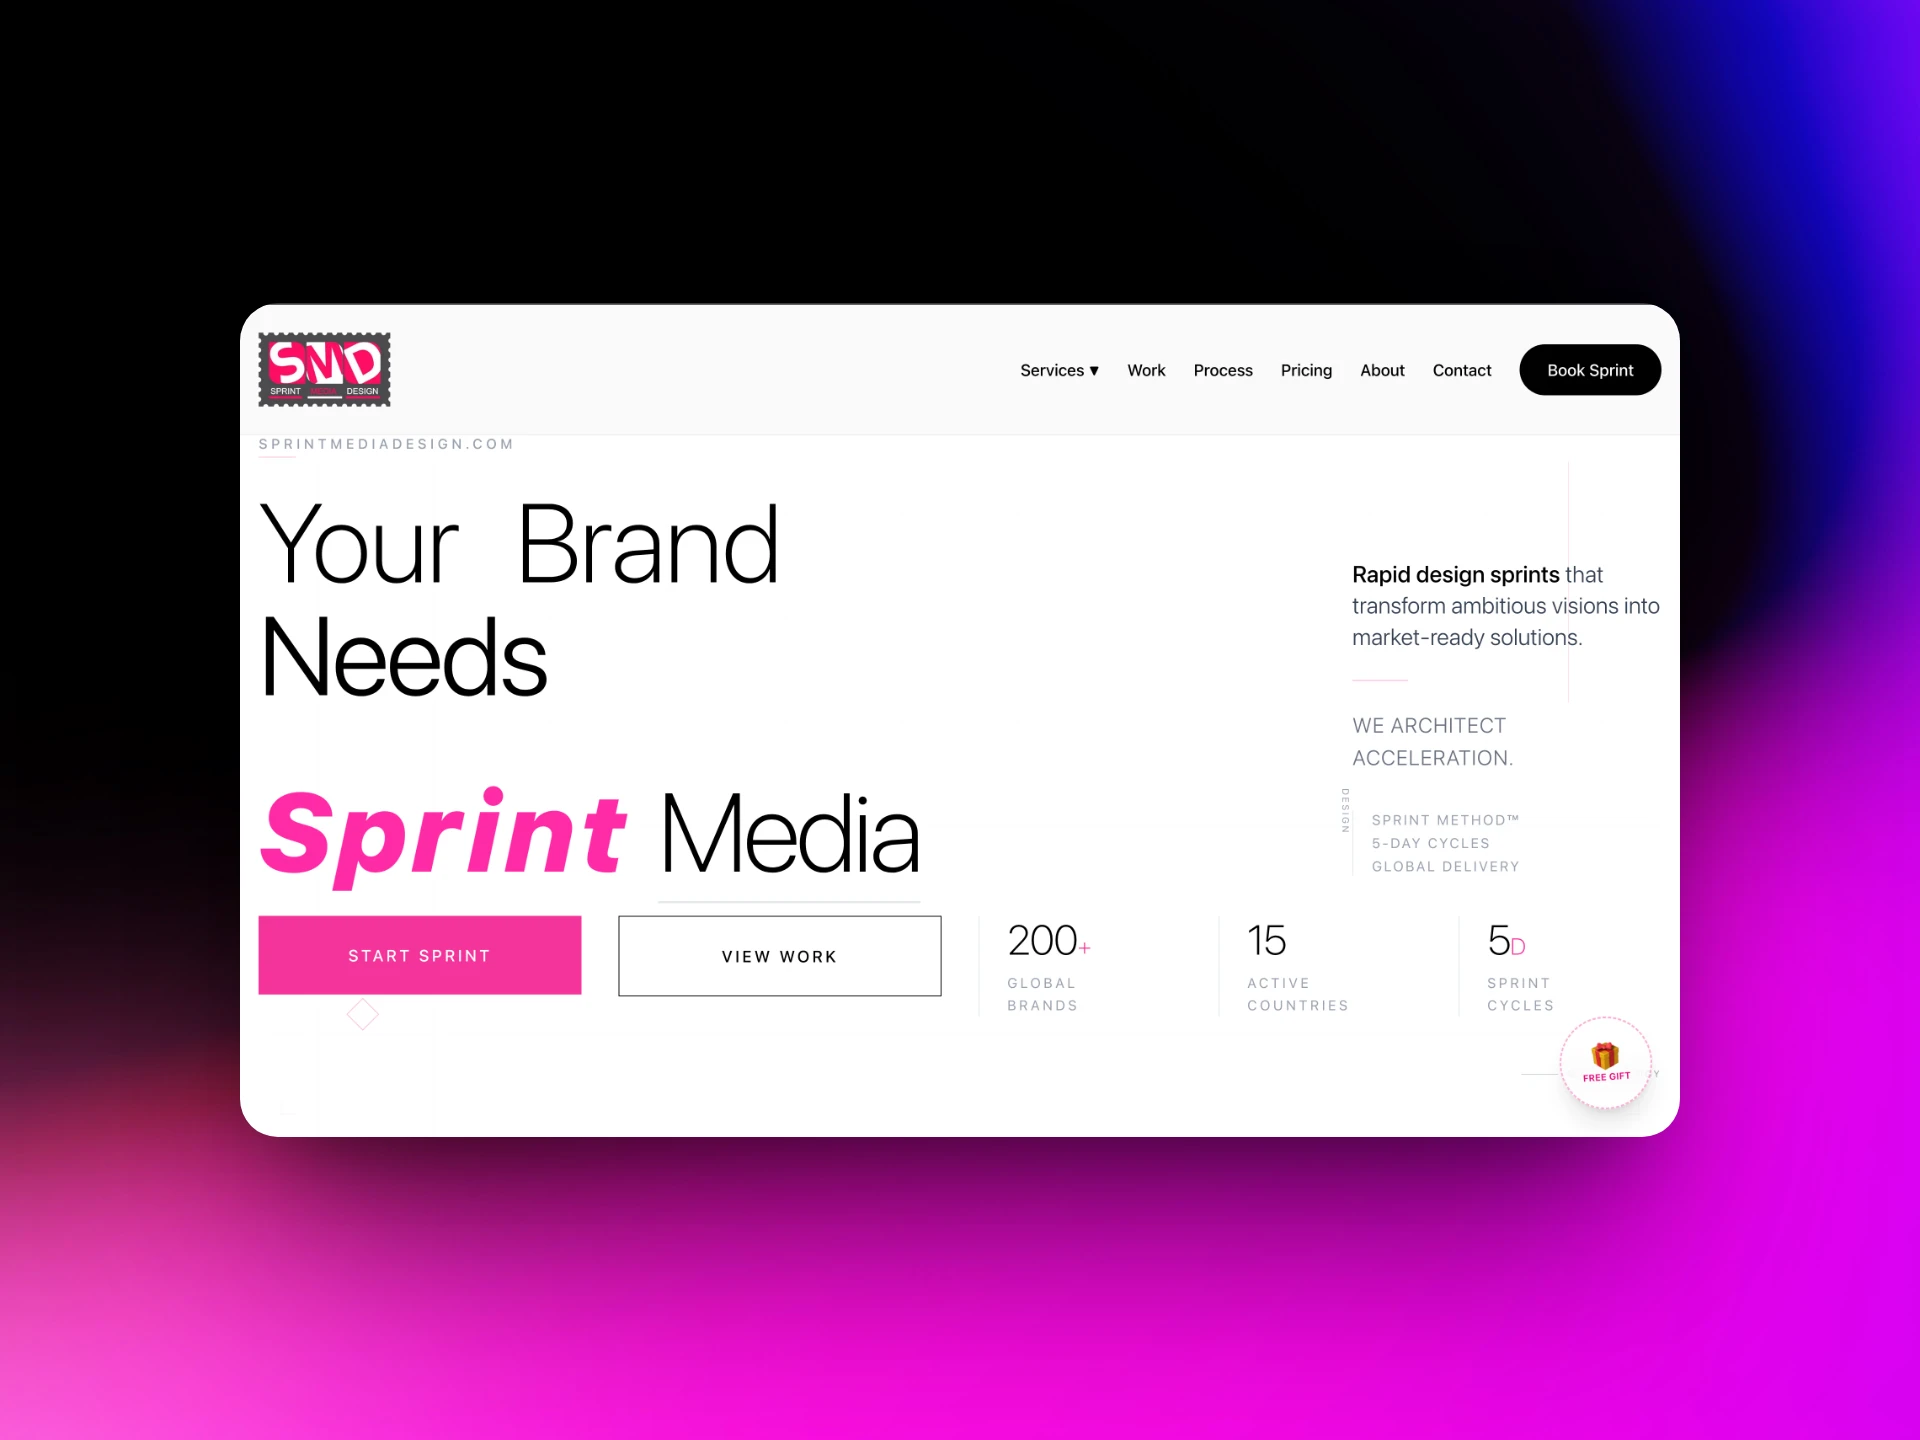 SMD
SPRINT MEDIA DESIGN
Services ▼
Work
Process
Pricing
About
Contact
Book Sprint
SPRINTMEDIADESIGN.COM
Your Brand
Needs
Sprint Media
Rapid design sprints that
transform ambitious visions into
market-ready solutions.
WE ARCHITECT
ACCELERATION.
DESIGN
SPRINT METHOD™
5-DAY CYCLES
GLOBAL DELIVERY
START SPRINT
VIEW WORK
200+
GLOBAL
BRANDS
15
ACTIVE
COUNTRIES
5D
SPRINT
CYCLES
FREE GIFT